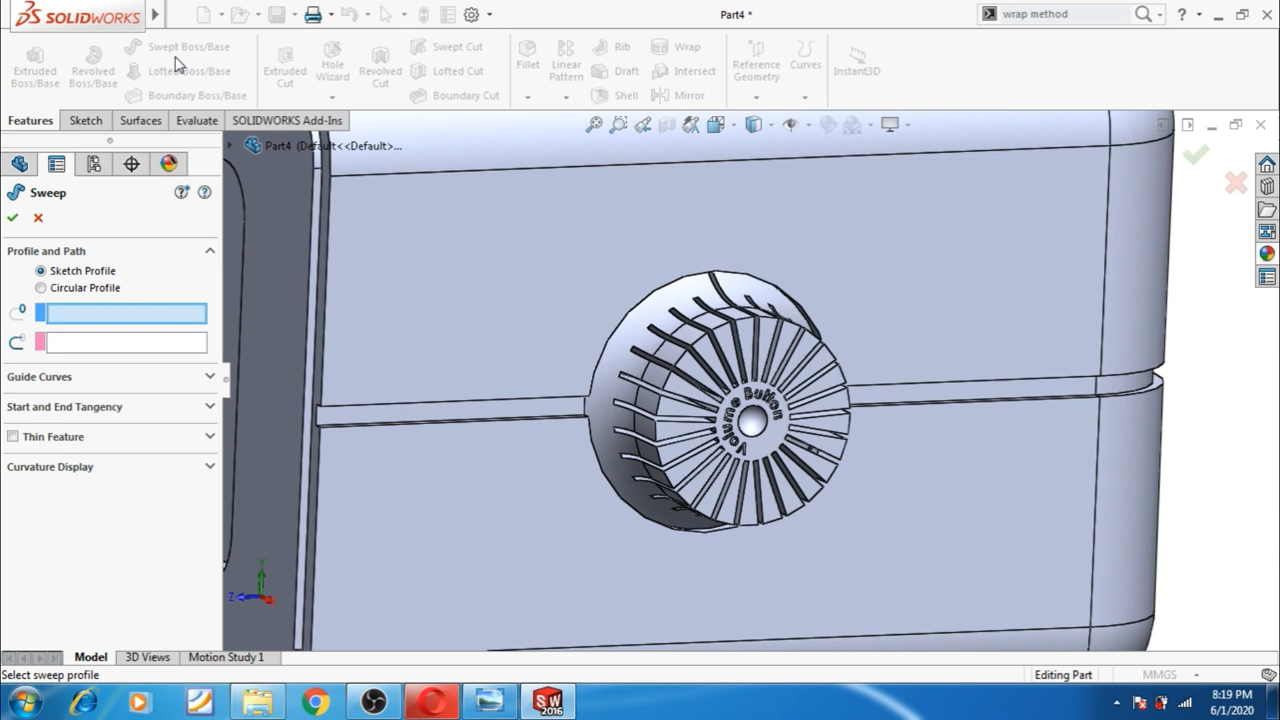 SOLIDWORKS
Part4 *
wrap method
Extruded Boss/Base
Revolved Boss/Base
Swept Boss/Base
Lofted Boss/Base
Boundary Boss/Base
Extruded Cut
Hole Wizard
Revolved Cut
Swept Cut
Lofted Cut
Boundary Cut
Fillet
Linear Pattern
Rib
Draft
Shell
Wrap
Intersect
Mirror
Reference Geometry
Curves
Instant3D
Features
Sketch
Surfaces
Evaluate
SOLIDWORKS Add-Ins
Part4 (Default<<Default>...
Sweep
Profile and Path
Sketch Profile
Circular Profile
Guide Curves
Start and End Tangency
Thin Feature
Curvature Display
Volume Button
Y
Z
Model
3D Views
Motion Study 1
Select sweep profile
Editing Part
MMGS
SW 2016
8:19 PM
6/1/2020